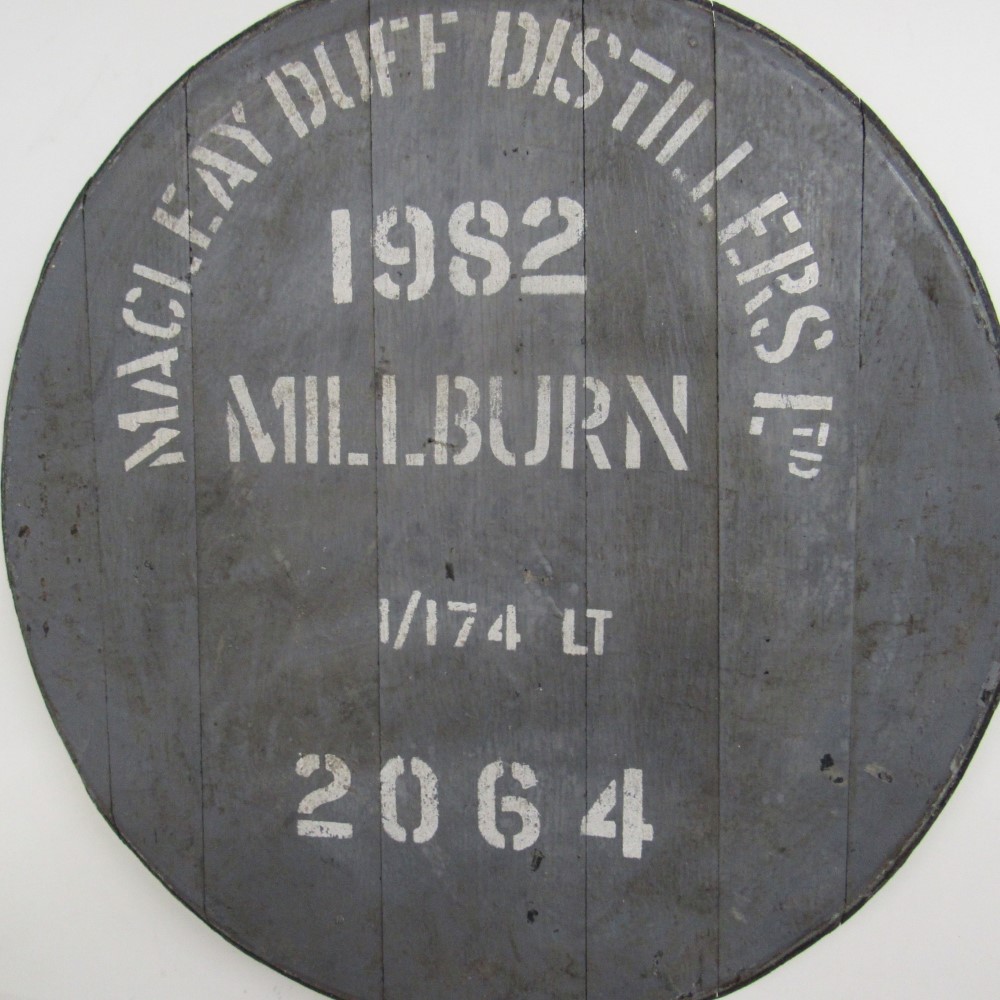 MACLEAY DUFF DISTILLERS LTD
1982
MILLBURN
1/174 LT
2064